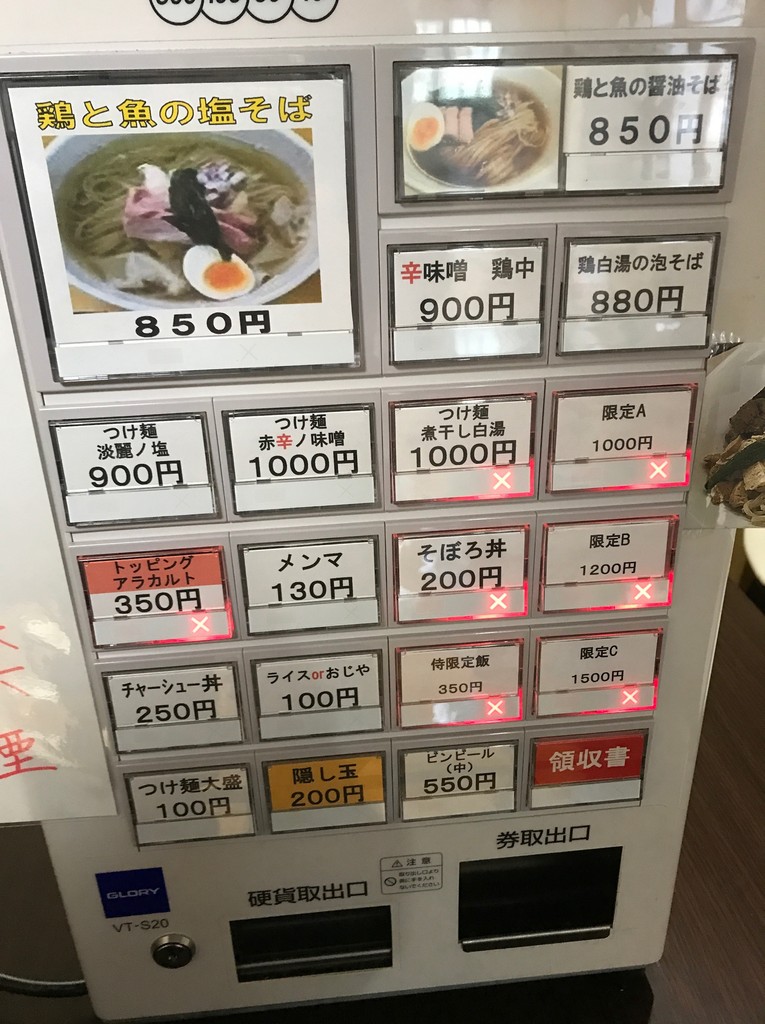 鶏と魚の塩そば
850円
鶏と魚の醤油そば
850円
辛味噌 鶏中
900円
鶏白湯の泡そば
880円
つけ麺
淡麗ノ塩
900円
つけ麺
赤辛ノ味噌
1000円
つけ麺
煮干し白湯
1000円
限定A
1000円
トッピング
アラカルト
350円
メンマ
130円
そぼろ丼
200円
限定B
1200円
チャーシュー丼
250円
ライスorおじや
100円
侍限定飯
350円
限定C
1500円
つけ麺大盛
100円
隠し玉
200円
ビンビール
(中)
550円
領収書
券取出口
硬貨取出口
注意
GLORY
VT-S20